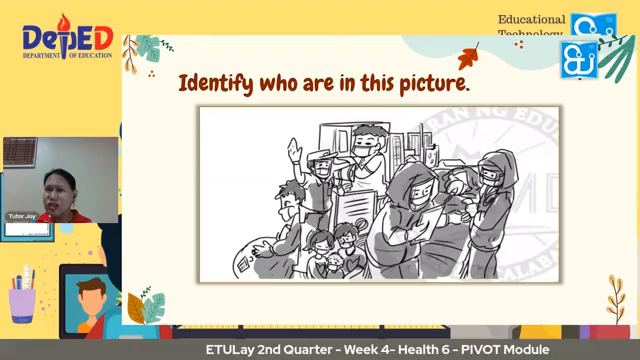 DepED
DEPARTMENT OF EDUCATION
Educational
Technology
Identify who are in this picture.
Tutor Joy
ETULay 2nd Quarter - Week 4- Health 6 - PIVOT Module